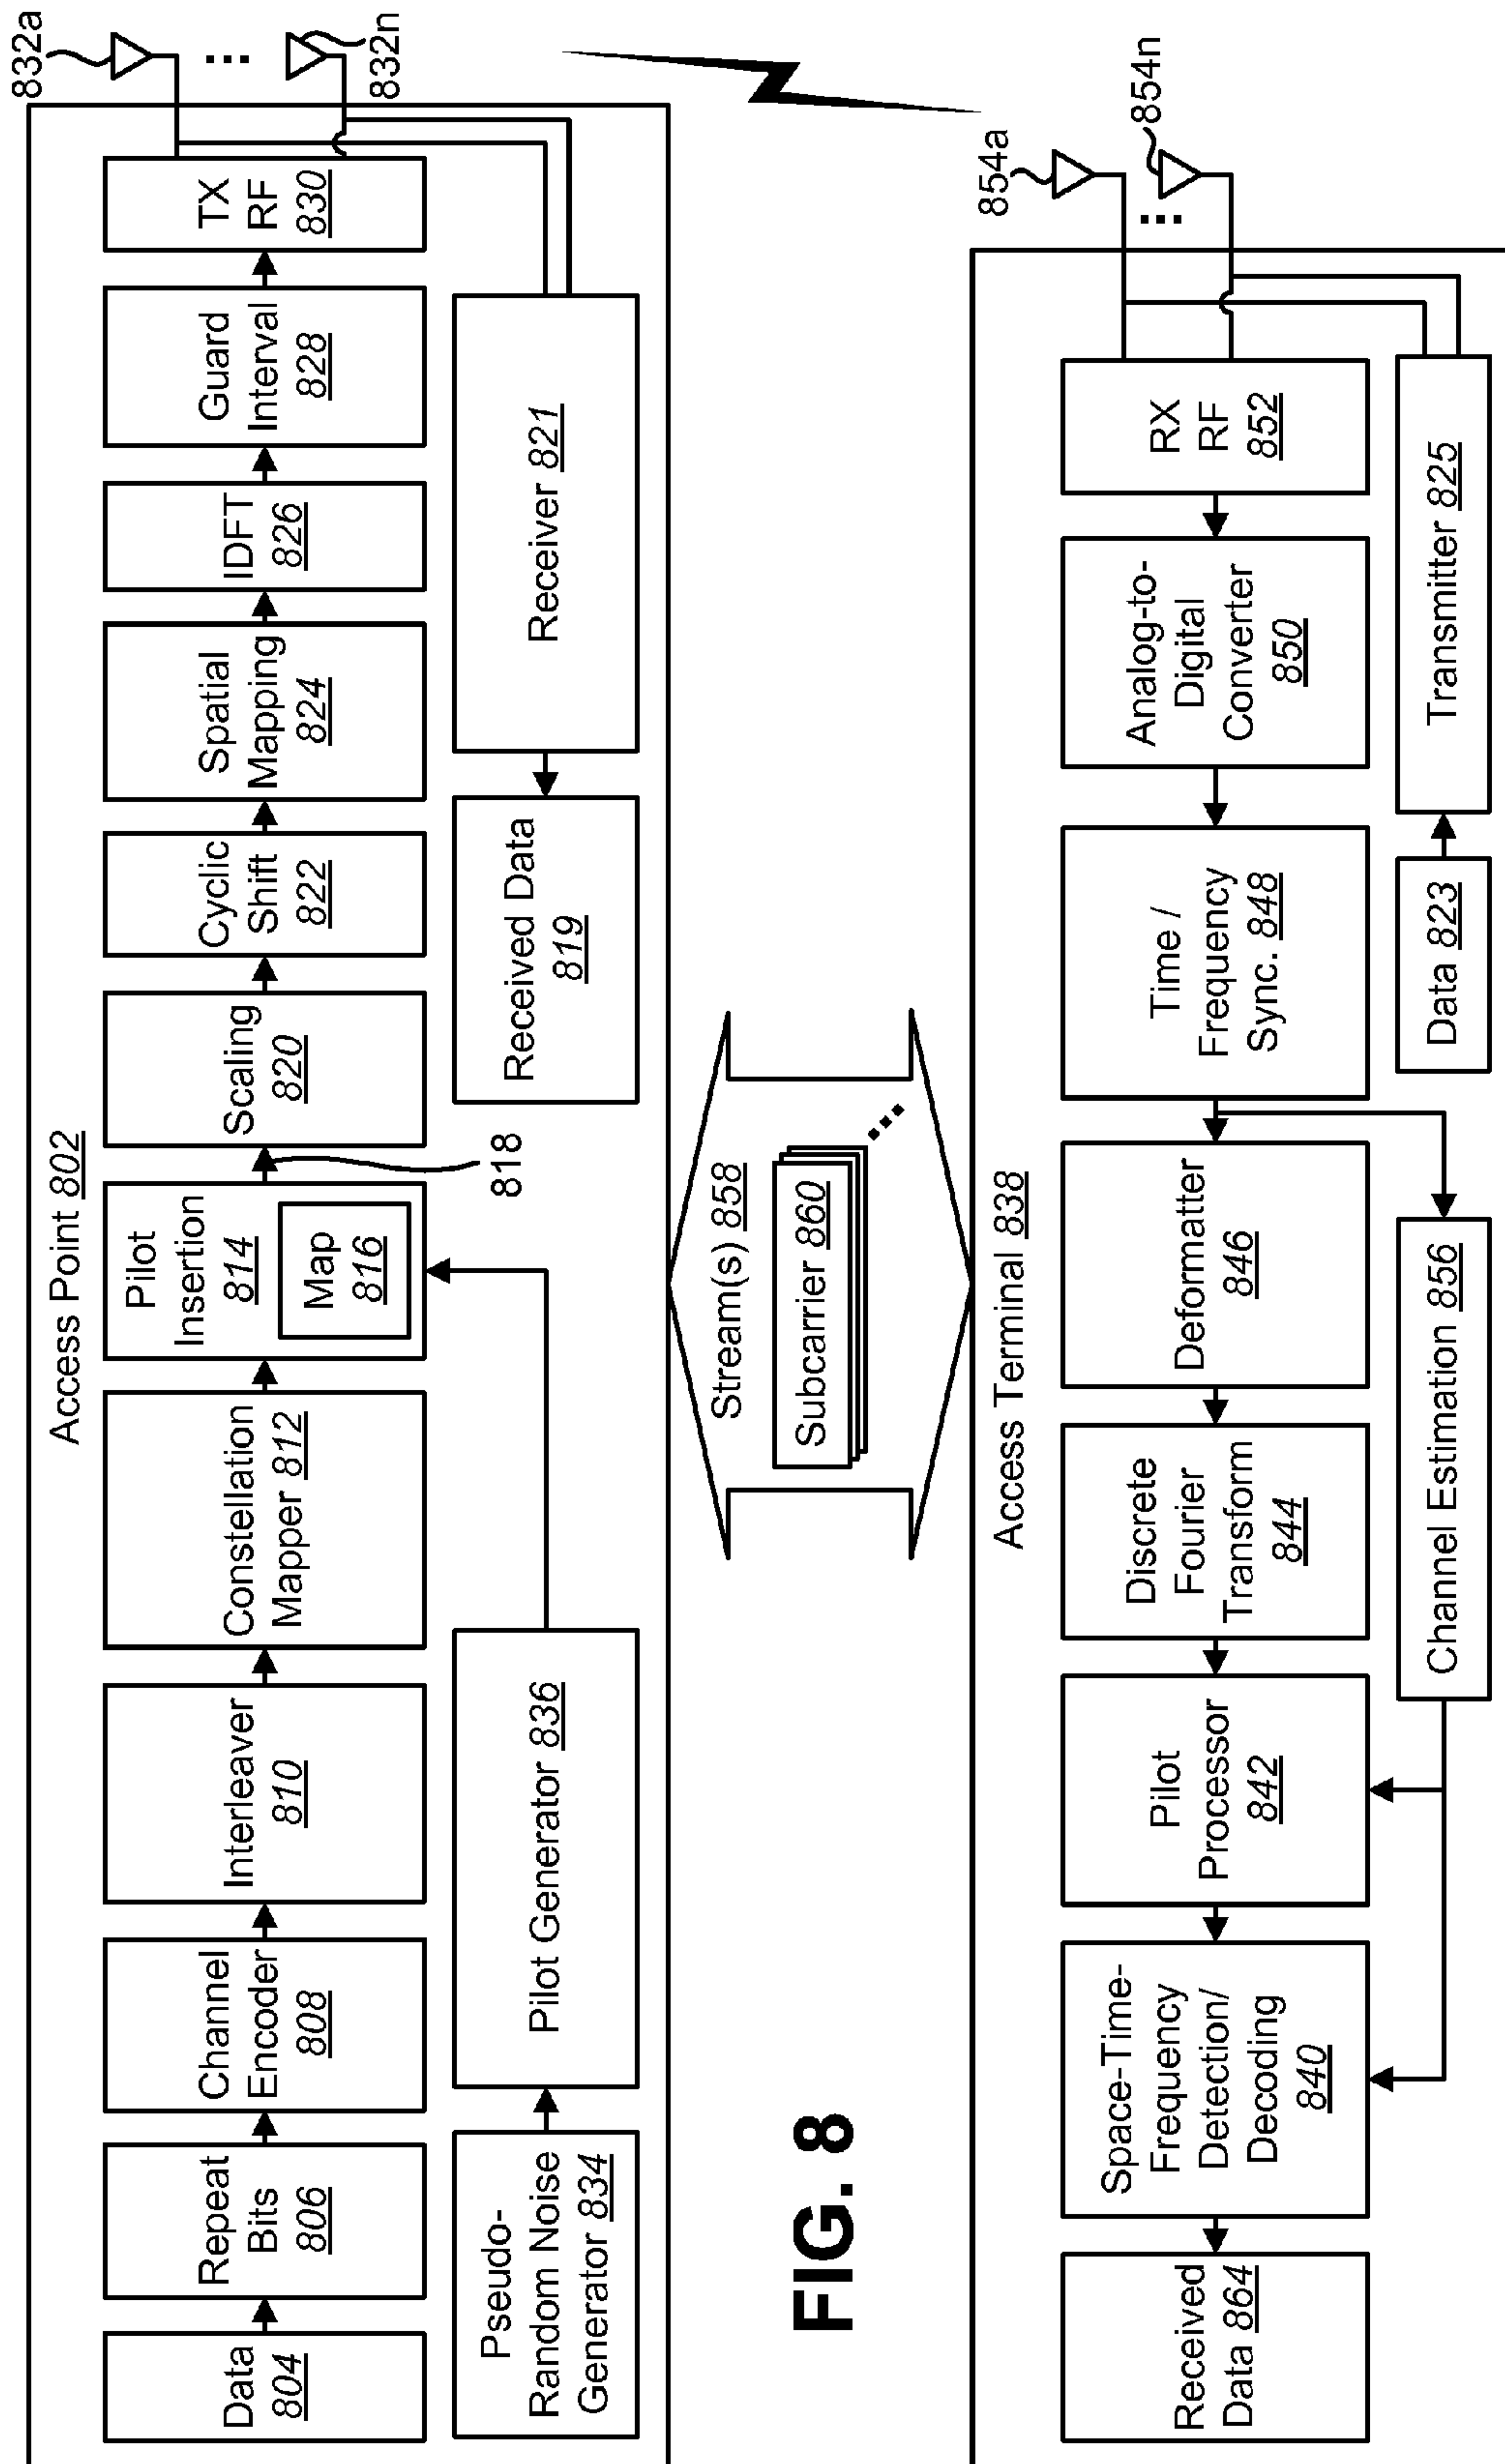 Access Point 802
Data
804
Repeat
Bits
806
Channel
Encoder
808
Interleaver
810
Constellation
Mapper 812
Pilot
Insertion
814
Map
816
818
Scaling
820
Cyclic
Shift
822
Spatial
Mapping
824
IDFT
826
Guard
Interval
828
TX
RF
830
832a
...
832n
Pseudo-
Random Noise
Generator 834
Pilot Generator 836
Received Data
819
Receiver 821
Stream(s) 858
Subcarrier 860
...
FIG. 8
Access Terminal 838
Received
Data 864
Space-Time-
Frequency
Detection/
Decoding
840
Pilot
Processor
842
Discrete
Fourier
Transform
844
Deformatter
846
Time /
Frequency
Sync. 848
Analog-to-
Digital
Converter
850
RX
RF
852
854a
...
854n
Channel Estimation 856
Data 823
Transmitter 825